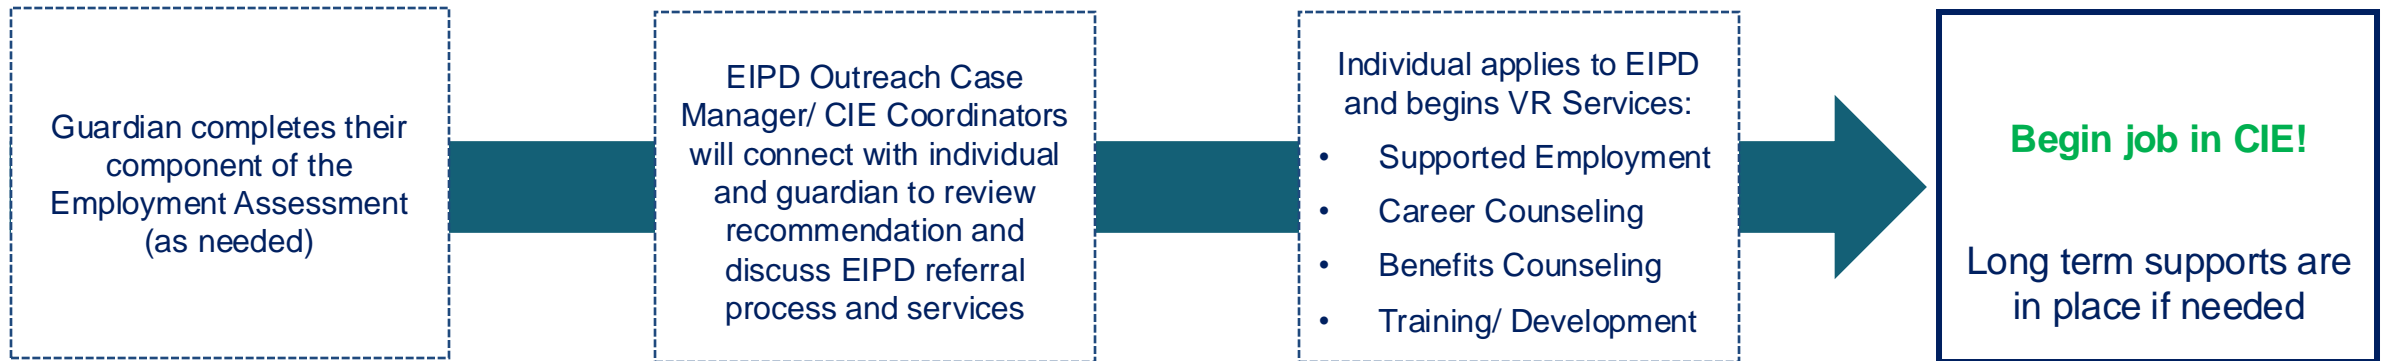 Guardian completes their
component of the
Employment Assessment
(as needed)
EIPD Outreach Case
Manager/ CIE Coordinators
will connect with individual
and guardian to review
recommendation and
discuss EIPD referral
process and services
Individual applies to EIPD
and begins VR Services:
• Supported Employment
• Career Counseling
• Benefits Counseling
• Training/ Development
Begin job in CIE!
Long term supports are
in place if needed